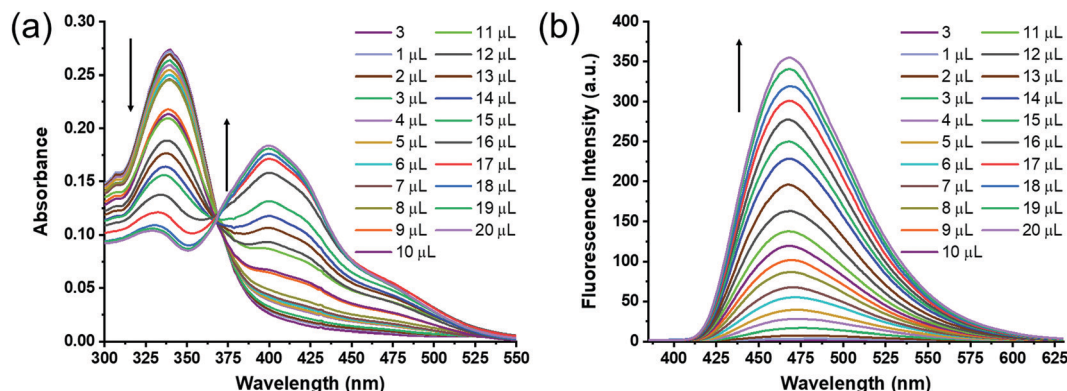 (a)
0.30
0.25
0.20
0.15
0.10
0.05
0.00
Absorbance
300 325 350 375 400 425 450 475 500 525 550
Wavelength (nm)
3
1 μL
2 μL
3 μL
4 μL
5 μL
6 μL
7 μL
8 μL
9 μL
10 μL
11 μL
12 μL
13 μL
14 μL
15 μL
16 μL
17 μL
18 μL
19 μL
20 μL
(b)
400
350
300
250
200
150
100
50
0
Fluorescence Intensity (a.u.)
400 425 450 475 500 525 550 575 600 625
Wavelength (nm)
3
1 μL
2 μL
3 μL
4 μL
5 μL
6 μL
7 μL
8 μL
9 μL
10 μL
11 μL
12 μL
13 μL
14 μL
15 μL
16 μL
17 μL
18 μL
19 μL
20 μL